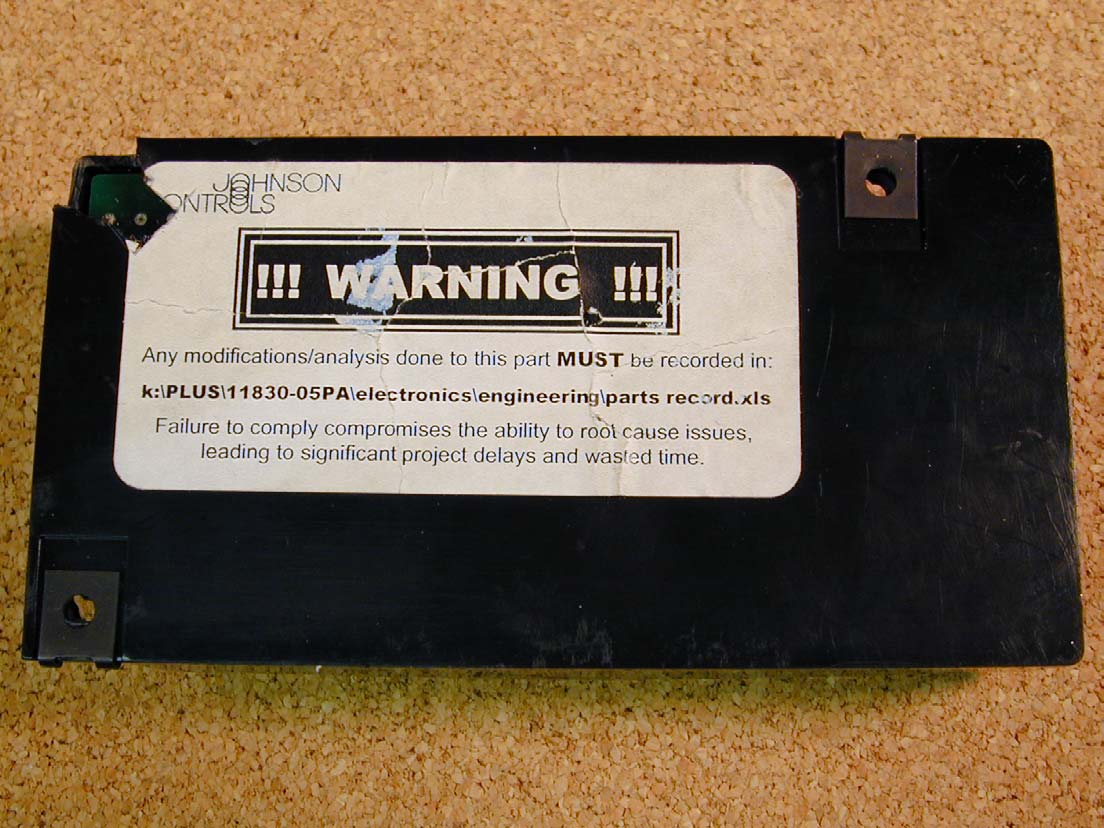 JOHNSON
CONTROLS
!!! WARNING !!!
Any modifications/analysis done to this part MUST be recorded in:
k:\PLUS\11830-05PA\electronics\engineering\parts record.xls
Failure to comply compromises the ability to root cause issues,
leading to significant project delays and wasted time.